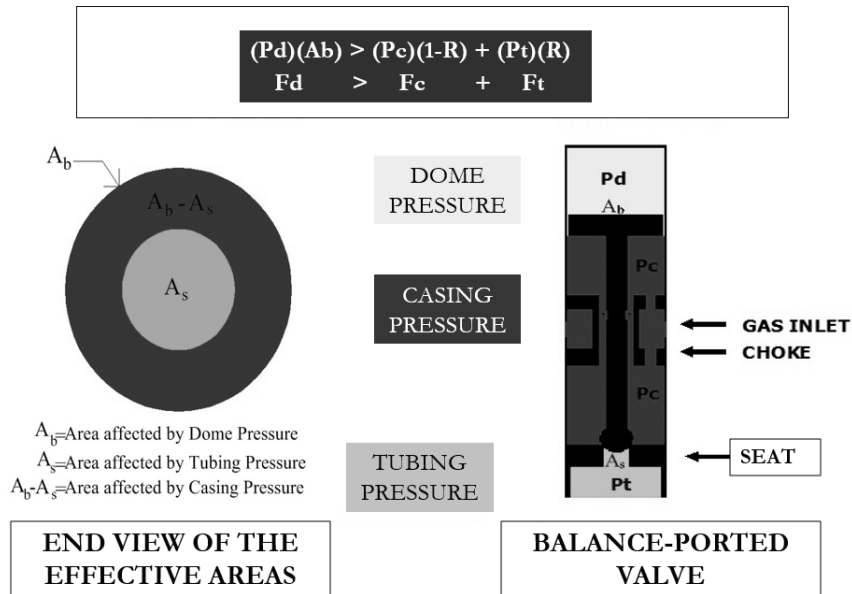 (Pd)(Ab) > (Pc)(1-R) + (Pt)(R)
Fd > Fc + Ft
Ab
Ab - As
As
Ab=Area affected by Dome Pressure
As=Area affected by Tubing Pressure
Ab-As=Area affected by Casing Pressure
END VIEW OF THE
EFFECTIVE AREAS
DOME
PRESSURE
CASING
PRESSURE
TUBING
PRESSURE
Pd
Ab
Pc
GAS INLET
CHOKE
Pc
As
SEAT
Pt
BALANCE-PORTED
VALVE